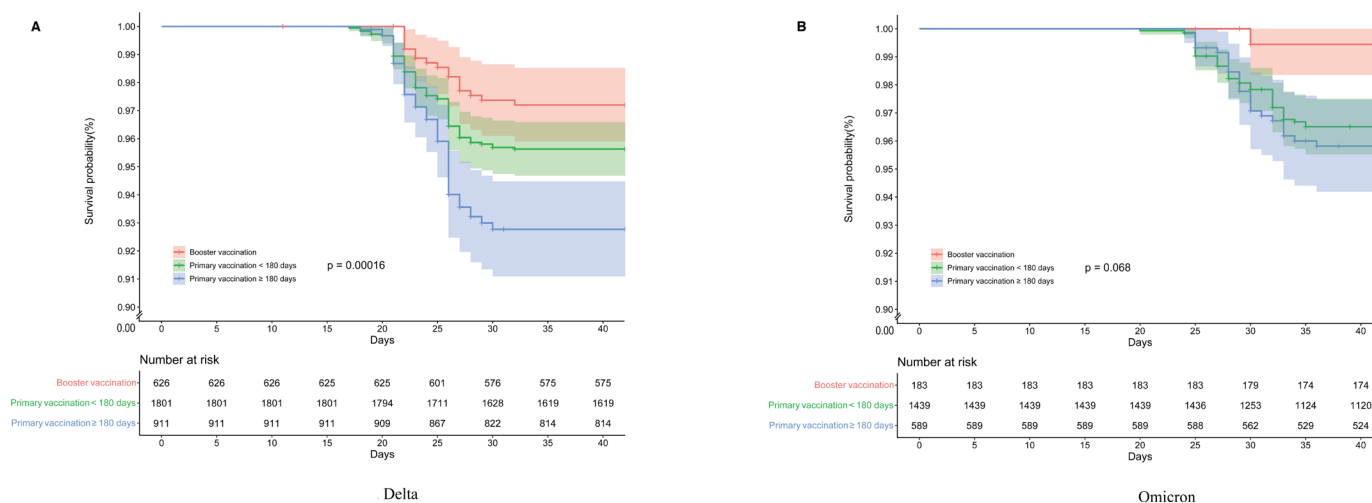 A
1.00
0.99
0.98
0.97
0.96
0.95
0.94
0.93
0.92
0.91
0.90
0.00
Survival probability(%)
Booster vaccination
Primary vaccination < 180 days
Primary vaccination ≥ 180 days
p = 0.00016
0 5 10 15 20 25 30 35 40
Days
Number at risk
Booster vaccination 626 626 626 625 625 601 576 575 575
Primary vaccination < 180 days 1801 1801 1801 1801 1794 1711 1628 1619 1619
Primary vaccination ≥ 180 days 911 911 911 911 909 867 822 814 814
0 5 10 15 20 25 30 35 40
Days
Delta
B
1.00
0.99
0.98
0.97
0.96
0.95
0.94
0.93
0.92
0.91
0.90
0.00
Survival probability(%)
Booster vaccination
Primary vaccination < 180 days
Primary vaccination ≥ 180 days
p = 0.068
0 5 10 15 20 25 30 35 40
Days
Number at risk
Booster vaccination 183 183 183 183 183 183 179 174 174
Primary vaccination < 180 days 1439 1439 1439 1439 1439 1436 1253 1124 1120
Primary vaccination ≥ 180 days 589 589 589 589 589 588 562 529 524
0 5 10 15 20 25 30 35 40
Days
Omicron